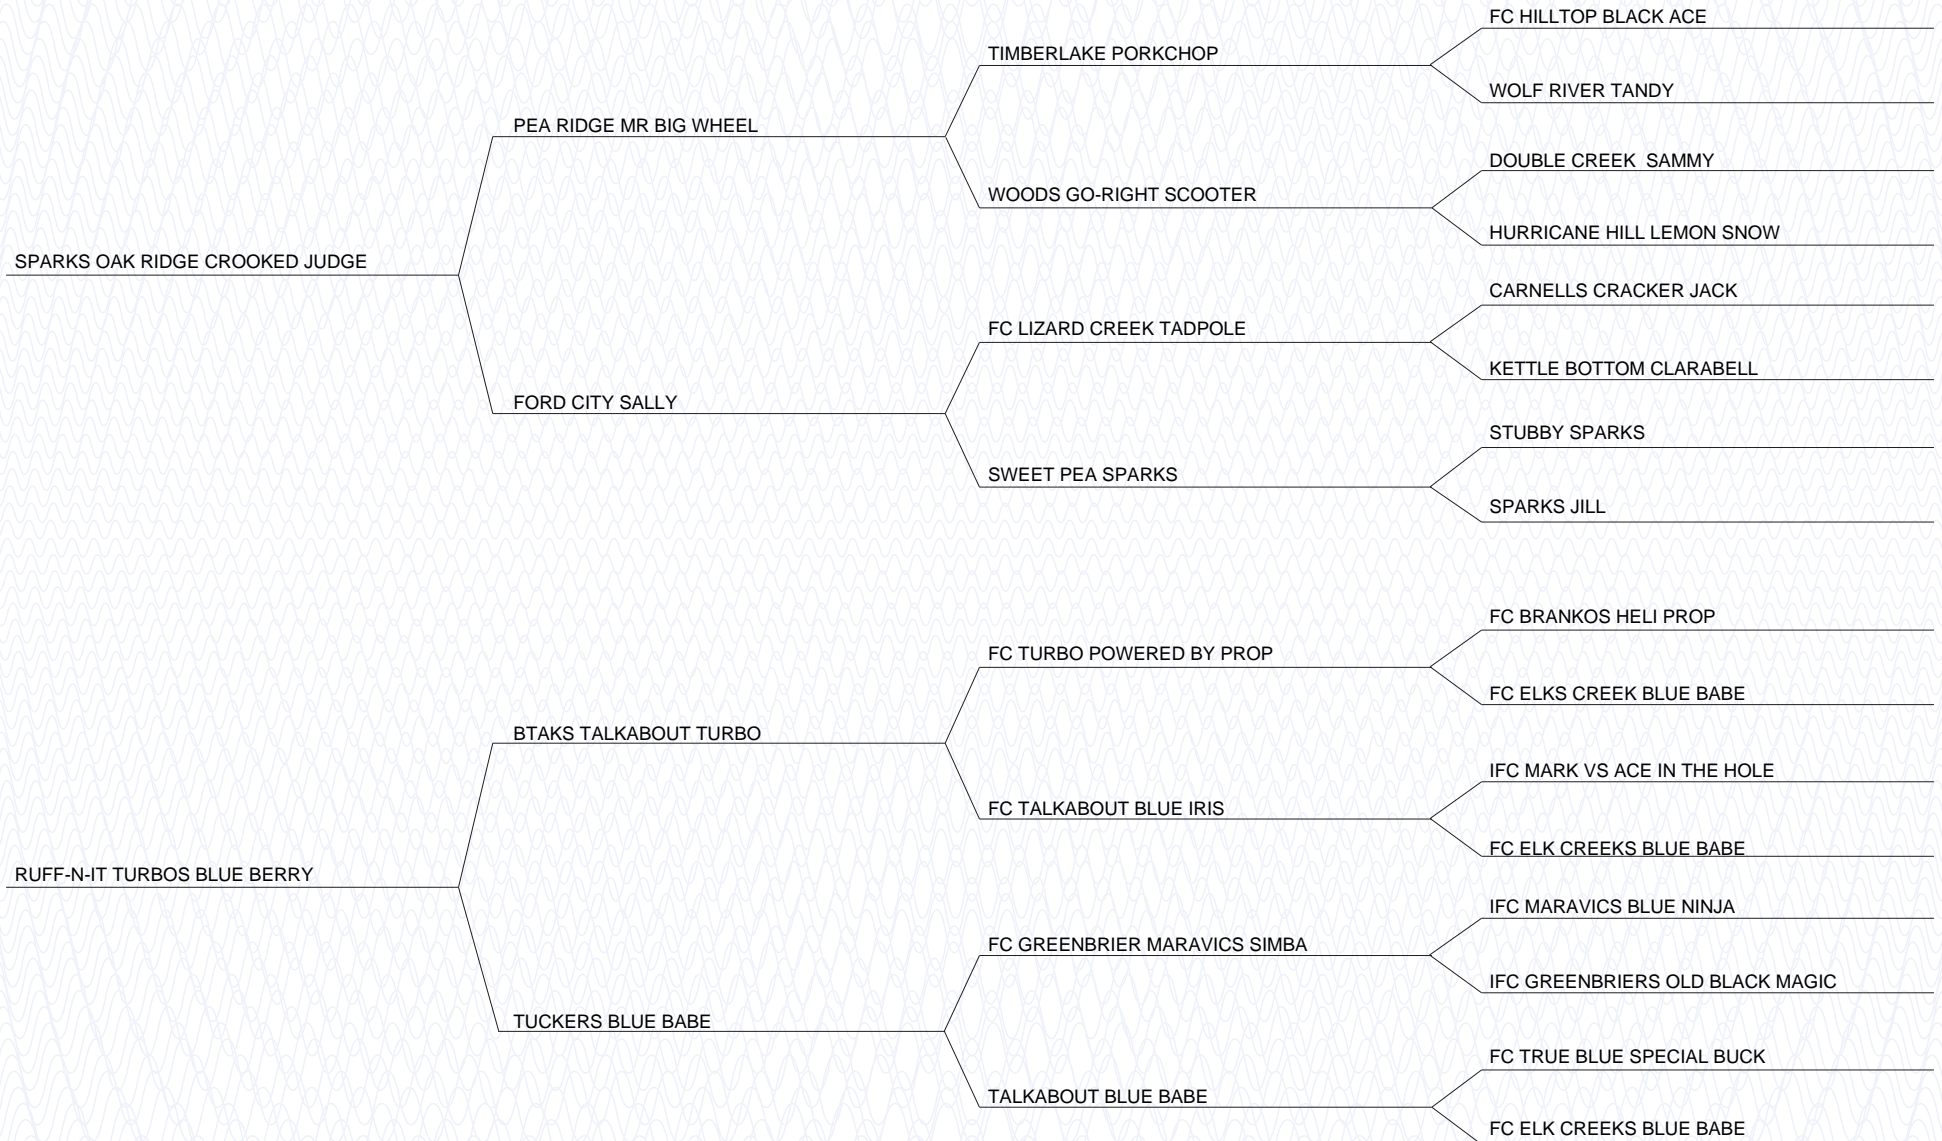 FC HILLTOP BLACK ACE
TIMBERLAKE PORKCHOP
WOLF RIVER TANDY
PEA RIDGE MR BIG WHEEL
DOUBLE CREEK  SAMMY
WOODS GO-RIGHT SCOOTER
HURRICANE HILL LEMON SNOW
SPARKS OAK RIDGE CROOKED JUDGE
CARNELLS CRACKER JACK
FC LIZARD CREEK TADPOLE
KETTLE BOTTOM CLARABELL
FORD CITY SALLY
STUBBY SPARKS
SWEET PEA SPARKS
SPARKS JILL
FC BRANKOS HELI PROP
FC TURBO POWERED BY PROP
FC ELKS CREEK BLUE BABE
BTAKS TALKABOUT TURBO
IFC MARK VS ACE IN THE HOLE
FC TALKABOUT BLUE IRIS
FC ELK CREEKS BLUE BABE
RUFF-N-IT TURBOS BLUE BERRY
IFC MARAVICS BLUE NINJA
FC GREENBRIER MARAVICS SIMBA
IFC GREENBRIERS OLD BLACK MAGIC
TUCKERS BLUE BABE
FC TRUE BLUE SPECIAL BUCK
TALKABOUT BLUE BABE
FC ELK CREEKS BLUE BABE